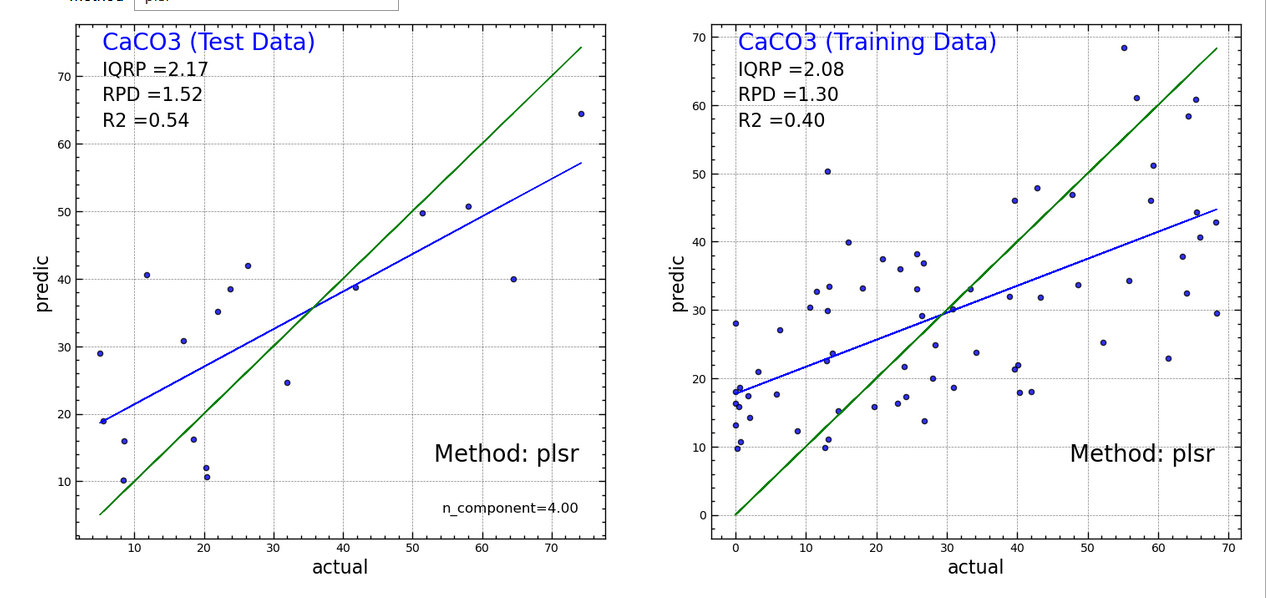 CaCO3 (Test Data)
IQRP =2.17
RPD =1.52
R2 =0.54
70
60
50
40
30
20
10
predic
Method: plsr
n_component=4.00
10 20 30 40 50 60 70
actual
CaCO3 (Training Data)
IQRP =2.08
RPD =1.30
R2 =0.40
70
60
50
40
30
20
10
0
predic
Method: plsr
0 10 20 30 40 50 60 70
actual